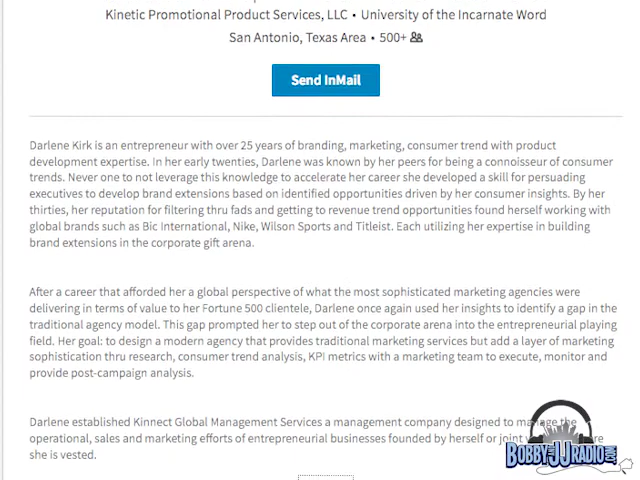 Kinetic Promotional Product Services, LLC • University of the Incarnate Word
San Antonio, Texas Area • 500+
Send InMail
Darlene Kirk is an entrepreneur with over 25 years of branding, marketing, consumer trend with product
development expertise. In her early twenties, Darlene was known by her peers for being a connoisseur of consumer
trends. Never one to not leverage this knowledge to accelerate her career she developed a skill for persuading
executives to develop brand extensions based on identified opportunities driven by her consumer insights. By her
thirties, her reputation for filtering thru fads and getting to revenue trend opportunities found herself working with
global brands such as Bic International, Nike, Wilson Sports and Titleist. Each utilizing her expertise in building
brand extensions in the corporate gift arena.
After a career that afforded her a global perspective of what the most sophisticated marketing agencies were
delivering in terms of value to her Fortune 500 clientele, Darlene once again used her insights to identify a gap in the
traditional agency model. This gap prompted her to step out of the corporate arena into the entrepreneurial playing
field. Her goal: to design a modern agency that provides traditional marketing services but add a layer of marketing
sophistication thru research, consumer trend analysis, KPI metrics with a marketing team to execute, monitor and
provide post-campaign analysis.
Darlene established Kinnect Global Management Services a management company designed to manage the
operational, sales and marketing efforts of entrepreneurial businesses founded by herself or joint
she is vested.
BOBBYANDJJRADIO.COM